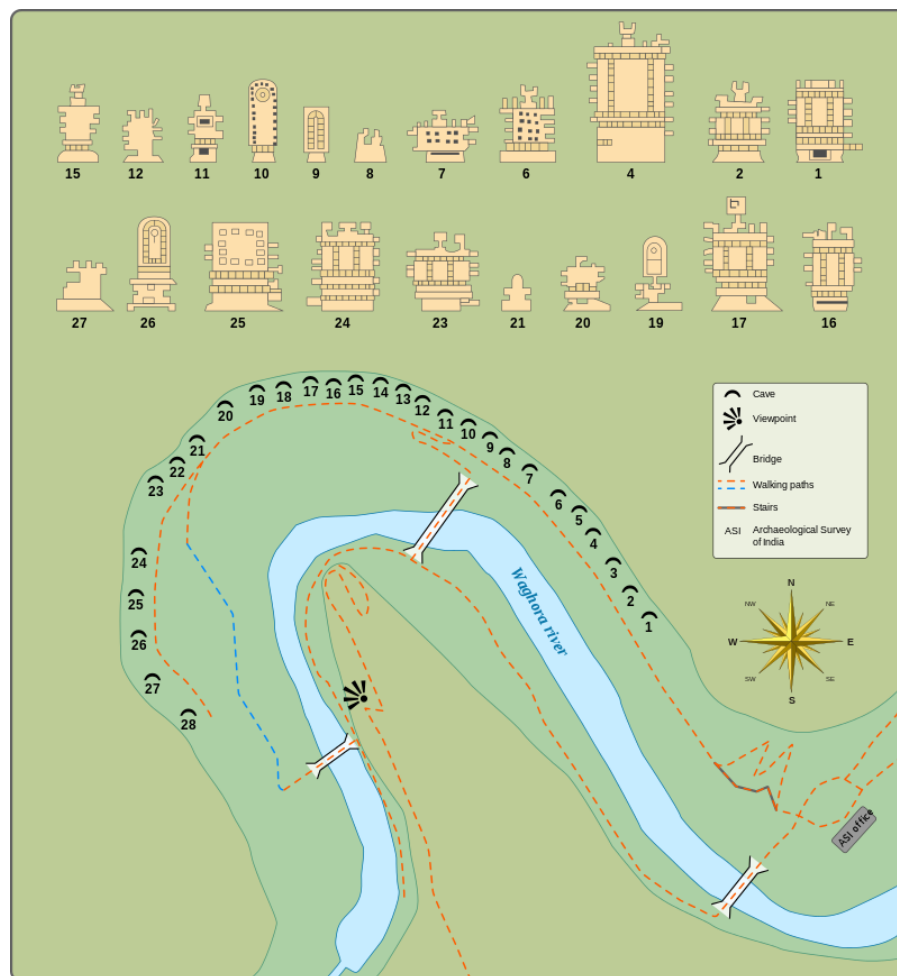 15 12 11 10 9 8 7 6 4 2 1
27 26 25 24 23 21 20 19 17 16
15
16
17
14
18
13
19
12
20
11
10
21
9
8
22
7
23
6
5
4
24
3
25
2
1
26
27
28
Waghora river
Cave
Viewpoint
Bridge
Walking paths
Stairs
ASI Archaeological Survey
of India
N
NW NE
W E
SW SE
S
ASI office